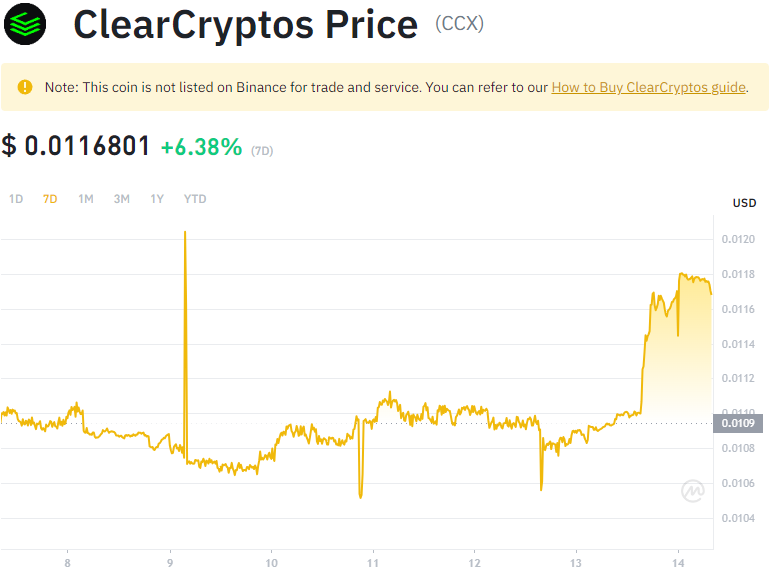 ClearCryptos Price (CCX)
Note: This coin is not listed on Binance for trade and service. You can refer to our How to Buy ClearCryptos guide.
$ 0.0116801 +6.38% (7D)
1D 7D 1M 3M 1Y YTD
USD
0.0120
0.0118
0.0116
0.0114
0.0112
0.0110
0.0109
0.0108
0.0106
0.0104
8 9 10 11 12 13 14